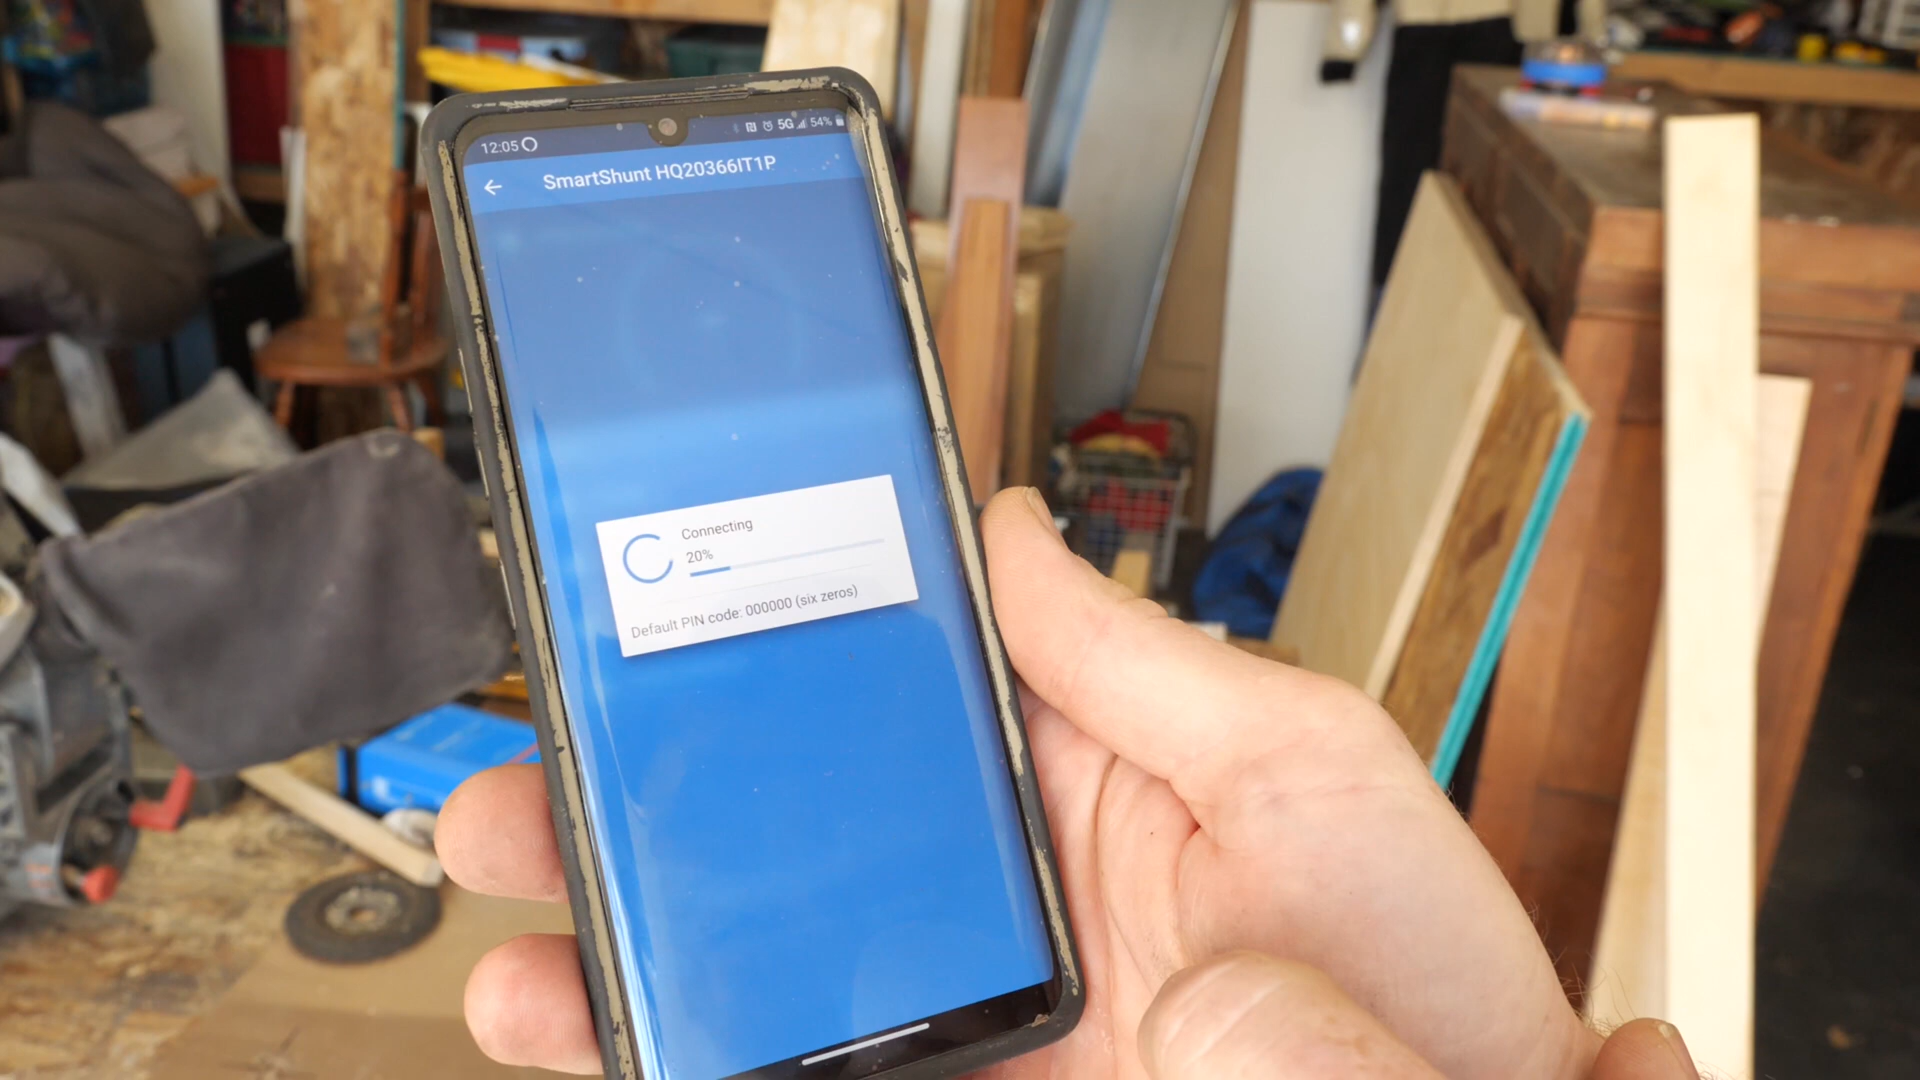 12:05 5G 54%
SmartShunt HQ20366IT1P
Connecting
20%
Default PIN code: 000000 (six zeros)